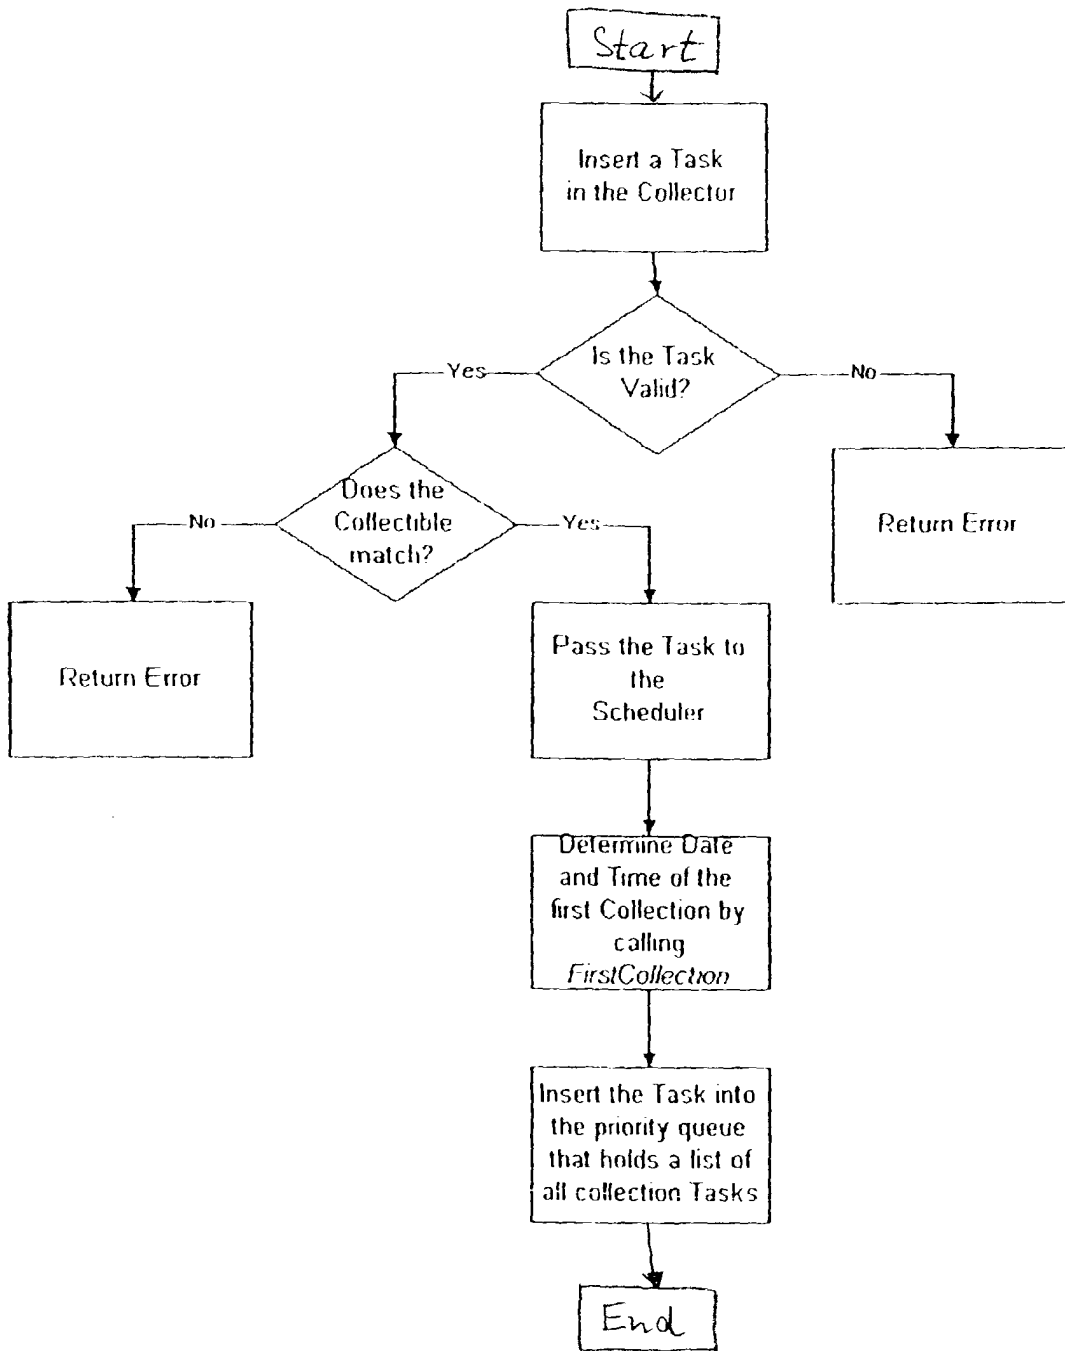 Start
Insert a Task
in the Collector
Is the Task
Valid?
Yes
No
Does the
Collectible
match?
No
Yes
Return Error
Return Error
Pass the Task to
the
Scheduler
Determine Date
and Time of the
first Collection by
calling
FirstCollection
Insert the Task into
the priority queue
that holds a list of
all collection Tasks
End